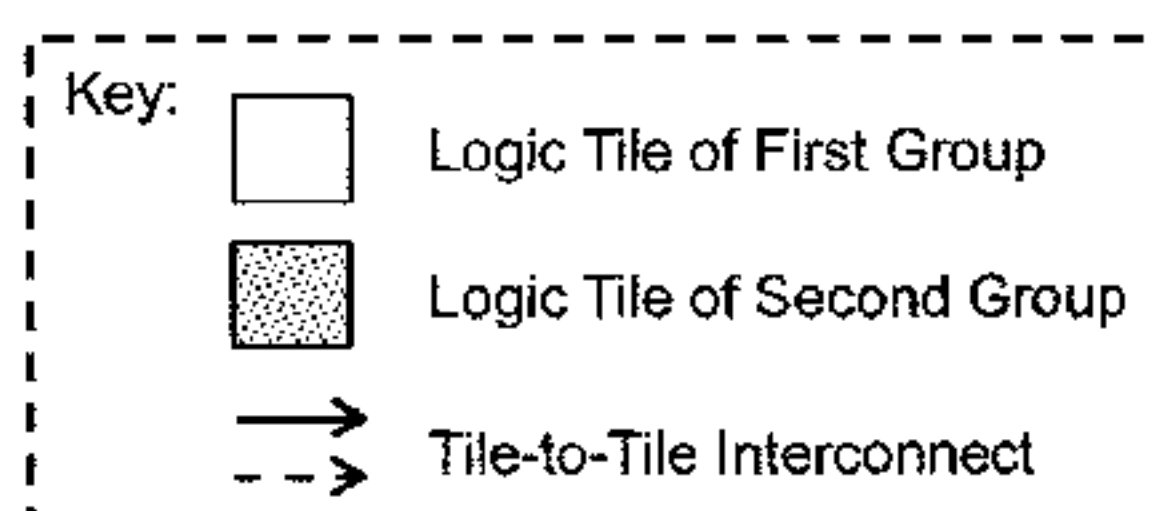 Key:
Logic Tile of First Group
Logic Tile of Second Group
Tile-to-Tile Interconnect